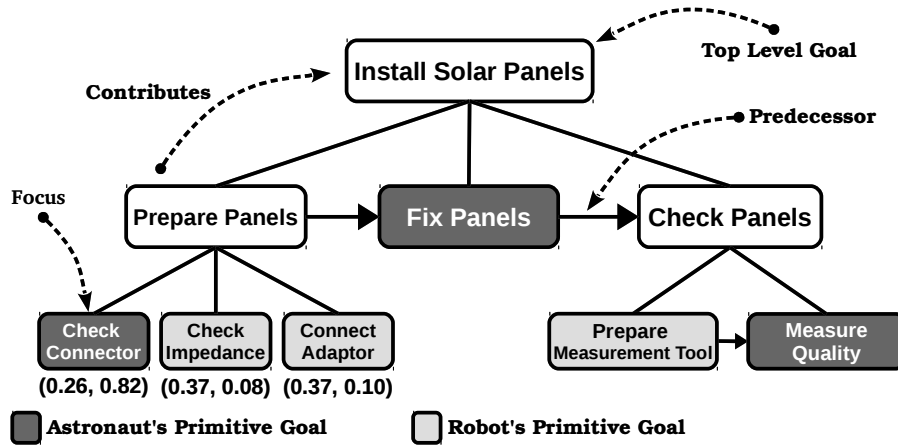 Install Solar Panels
Top Level Goal
Contributes
Predecessor
Focus
Prepare Panels
Fix Panels
Check Panels
Check
Connector
Check
Impedance
Connect
Adaptor
Prepare
Measurement Tool
Measure
Quality
(0.26, 0.82) (0.37, 0.08) (0.37, 0.10)
Astronaut's Primitive Goal
Robot's Primitive Goal